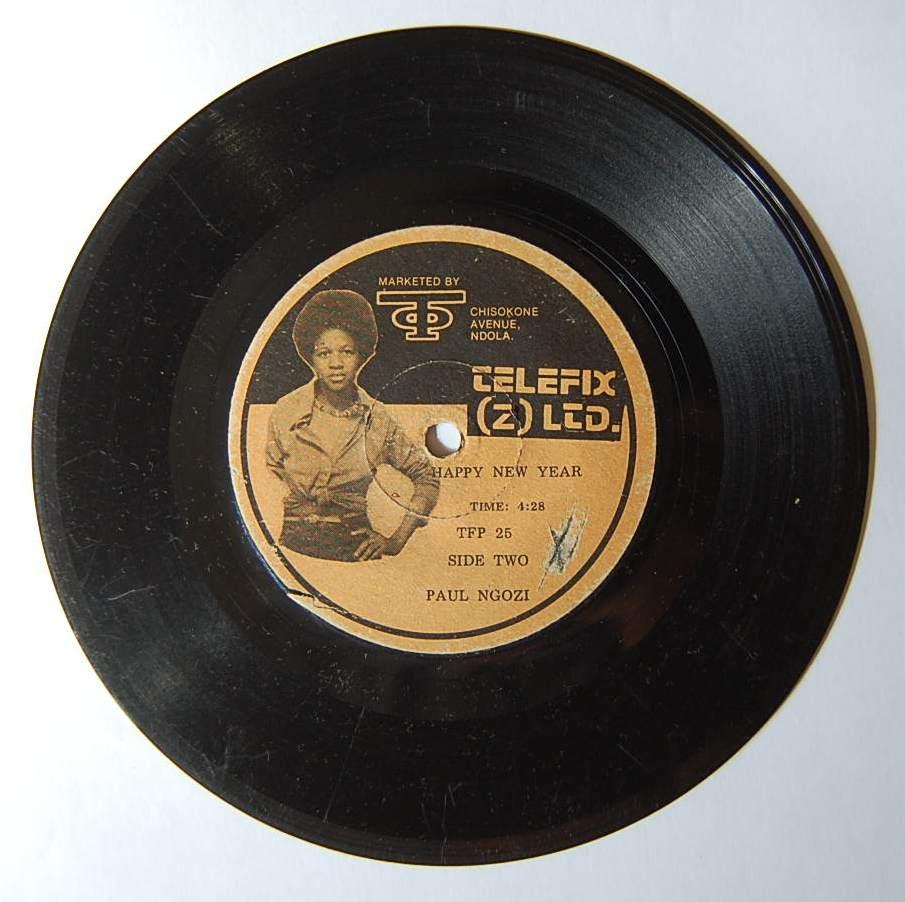 MARKETED BY
CHISOKONE
AVENUE,
NDOLA.
TELEFIX
(Z) LTD.
HAPPY NEW YEAR
TIME: 4:28
TFP 25
SIDE TWO
PAUL NGOZI